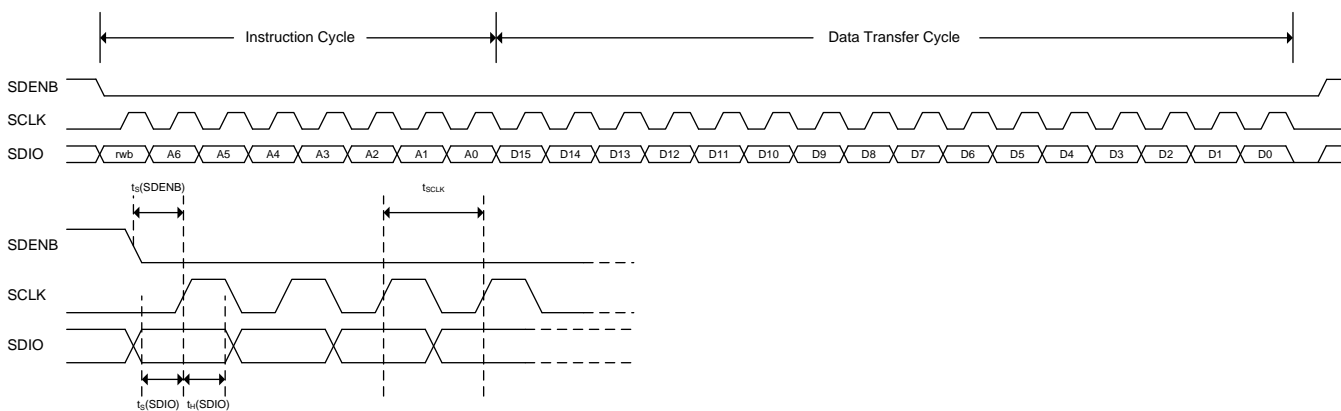 Instruction Cycle
Data Transfer Cycle
SDENB
SCLK
SDIO
rwb A6 A5 A4 A3 A2 A1 A0 D15 D14 D13 D12 D11 D10 D9 D8 D7 D6 D5 D4 D3 D2 D1 D0
tS(SDENB)
tSCLK
SDENB
SCLK
SDIO
tS(SDIO) tH(SDIO)